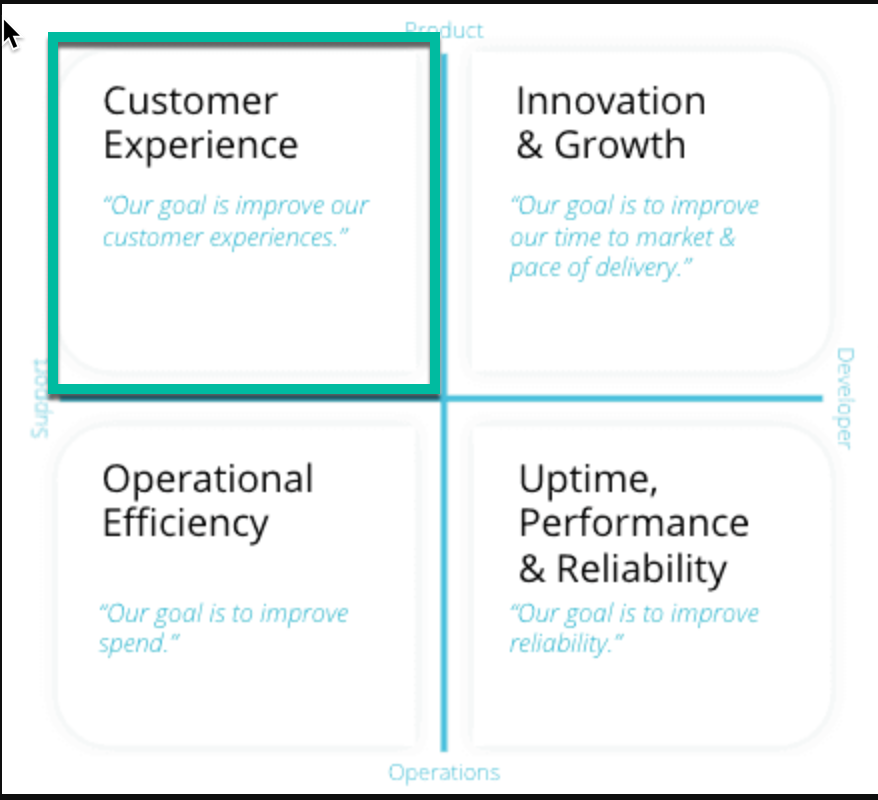 Product
Customer
Experience
“Our goal is improve our
customer experiences.”
Innovation
& Growth
“Our goal is to improve
our time to market &
pace of delivery.”
Support
Developer
Operational
Efficiency
“Our goal is to improve
spend.”
Uptime,
Performance
& Reliability
“Our goal is to improve
reliability.”
Operations